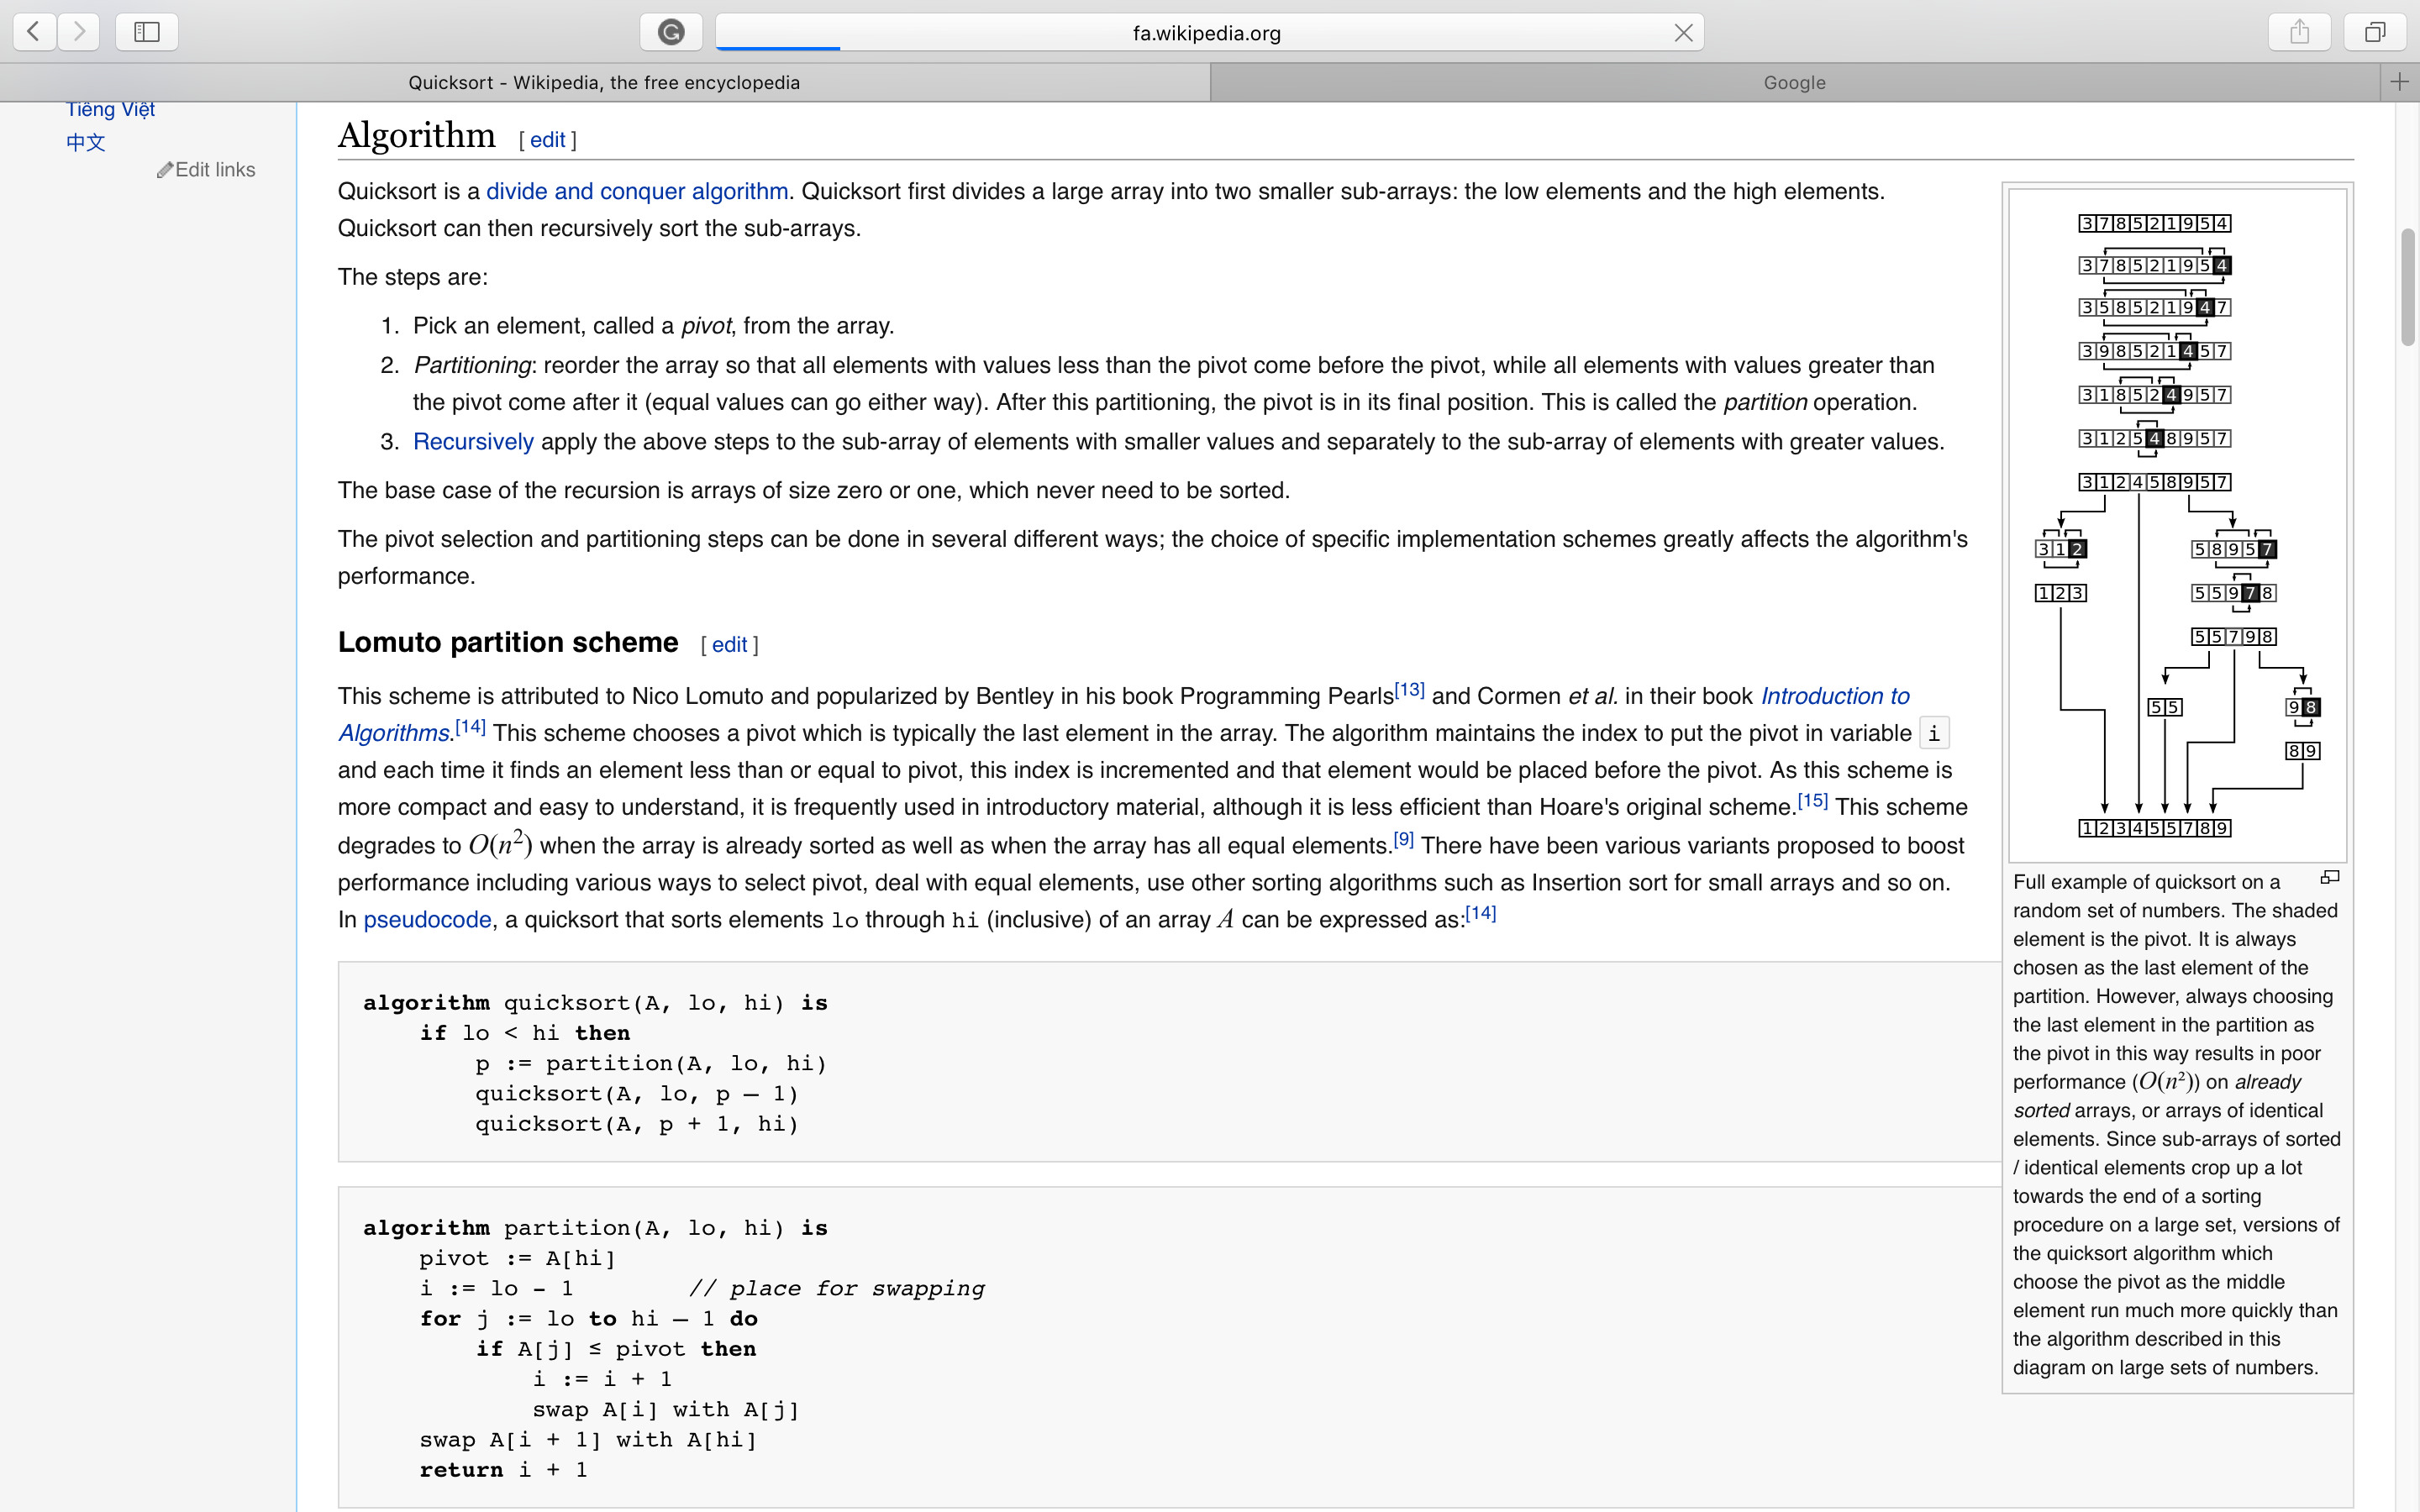 fa.wikipedia.org
Quicksort - Wikipedia, the free encyclopedia
Google
Tiếng Việt
中文
Edit links
Algorithm [ edit ]
Quicksort is a divide and conquer algorithm. Quicksort first divides a large array into two smaller sub-arrays: the low elements and the high elements.
Quicksort can then recursively sort the sub-arrays.
The steps are:
1. Pick an element, called a pivot, from the array.
2. Partitioning: reorder the array so that all elements with values less than the pivot come before the pivot, while all elements with values greater than
the pivot come after it (equal values can go either way). After this partitioning, the pivot is in its final position. This is called the partition operation.
3. Recursively apply the above steps to the sub-array of elements with smaller values and separately to the sub-array of elements with greater values.
The base case of the recursion is arrays of size zero or one, which never need to be sorted.
The pivot selection and partitioning steps can be done in several different ways; the choice of specific implementation schemes greatly affects the algorithm's
performance.
Lomuto partition scheme [ edit ]
This scheme is attributed to Nico Lomuto and popularized by Bentley in his book Programming Pearls[13] and Cormen et al. in their book Introduction to
Algorithms.[14] This scheme chooses a pivot which is typically the last element in the array. The algorithm maintains the index to put the pivot in variable i
and each time it finds an element less than or equal to pivot, this index is incremented and that element would be placed before the pivot. As this scheme is
more compact and easy to understand, it is frequently used in introductory material, although it is less efficient than Hoare's original scheme.[15] This scheme
degrades to O(n²) when the array is already sorted as well as when the array has all equal elements.[9] There have been various variants proposed to boost
performance including various ways to select pivot, deal with equal elements, use other sorting algorithms such as Insertion sort for small arrays and so on.
In pseudocode, a quicksort that sorts elements lo through hi (inclusive) of an array A can be expressed as:[14]
algorithm quicksort(A, lo, hi) is
if lo < hi then
p := partition(A, lo, hi)
quicksort(A, lo, p – 1)
quicksort(A, p + 1, hi)
algorithm partition(A, lo, hi) is
pivot := A[hi]
i := lo - 1 // place for swapping
for j := lo to hi – 1 do
if A[j] ≤ pivot then
i := i + 1
swap A[i] with A[j]
swap A[i + 1] with A[hi]
return i + 1
3 7 8 5 2 1 9 5 4
3 7 8 5 2 1 9 5 4
3 5 8 5 2 1 9 4 7
3 9 8 5 2 1 4 5 7
3 1 8 5 2 4 9 5 7
3 1 2 5 4 8 9 5 7
3 1 2 4 5 8 9 5 7
3 1 2
5 8 9 5 7
1 2 3
5 5 9 7 8
5 5 7 9 8
5 5
9 8
8 9
1 2 3 4 5 5 7 8 9
Full example of quicksort on a
random set of numbers. The shaded
element is the pivot. It is always
chosen as the last element of the
partition. However, always choosing
the last element in the partition as
the pivot in this way results in poor
performance (O(n²)) on already
sorted arrays, or arrays of identical
elements. Since sub-arrays of sorted
/ identical elements crop up a lot
towards the end of a sorting
procedure on a large set, versions of
the quicksort algorithm which
choose the pivot as the middle
element run much more quickly than
the algorithm described in this
diagram on large sets of numbers.